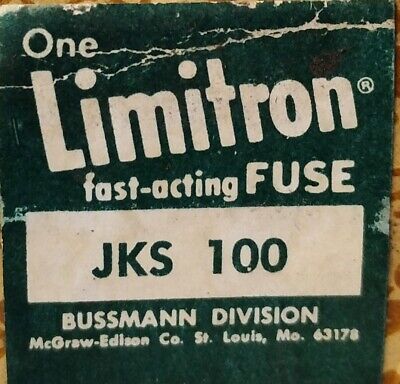 One
Limitron®
fast-acting FUSE
JKS 100
BUSSMANN DIVISION
McGraw-Edison Co. St. Louis, Mo. 63178